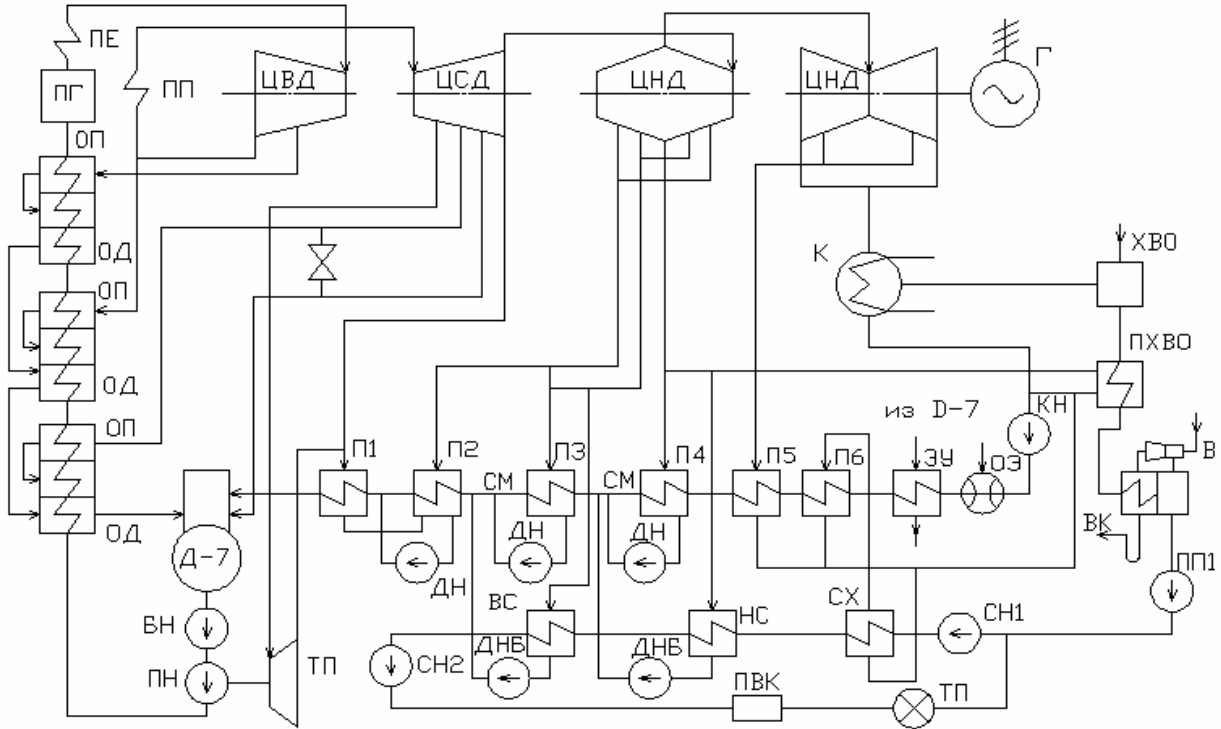 ПЕ
ПГ
ПП
ЦВД
ЦСД
ЦНД
ЦНД
Г
ОП
ОД
ОП
ОД
ОП
ОД
К
ХВО
ПХВО
из D-7
КН
П1
П2
СМ
П3
СМ
П4
П5
П6
ЭУ
ОЭ
В
Д-7
ДН
ДН
ДН
ВК
ПП1
БН
ВС
НС
СХ
СН1
ПН
ТП
СН2
ДНБ
ДНБ
ПВК
ТП